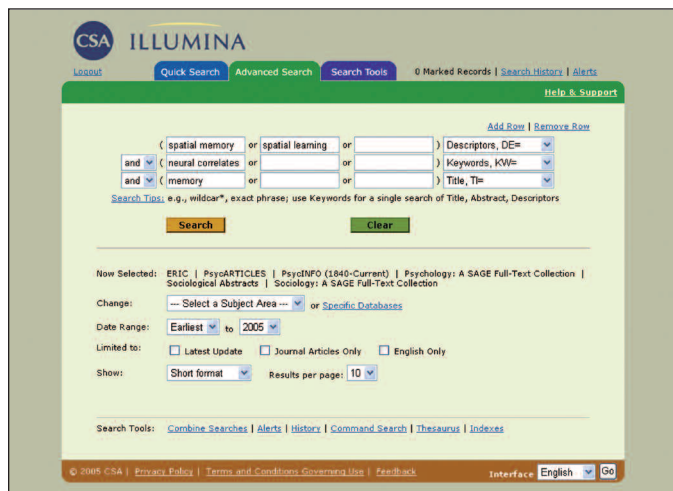 CSA ILLUMINA
Logout Quick Search Advanced Search Search Tools 0 Marked Records | Search History | Alerts
Help & Support
Add Row | Remove Row
( spatial memory or spatial learning or ) Descriptors, DE=
and ( neural correlates or or ) Keywords, KW=
and ( memory or or ) Title, TI=
Search Tips: e.g., wildcar*, exact phrase; use Keywords for a single search of Title, Abstract, Descriptors
Search Clear
Now Selected: ERIC | PsycARTICLES | PsycINFO (1840-Current) | Psychology: A SAGE Full-Text Collection |
Sociological Abstracts | Sociology: A SAGE Full-Text Collection
Change: --- Select a Subject Area --- or Specific Databases
Date Range: Earliest to 2005
Limited to: Latest Update Journal Articles Only English Only
Show: Short format Results per page: 10
Search Tools: Combine Searches | Alerts | History | Command Search | Thesaurus | Indexes
© 2005 CSA | Privacy Policy | Terms and Conditions Governing Use | Feedback Interface English Go